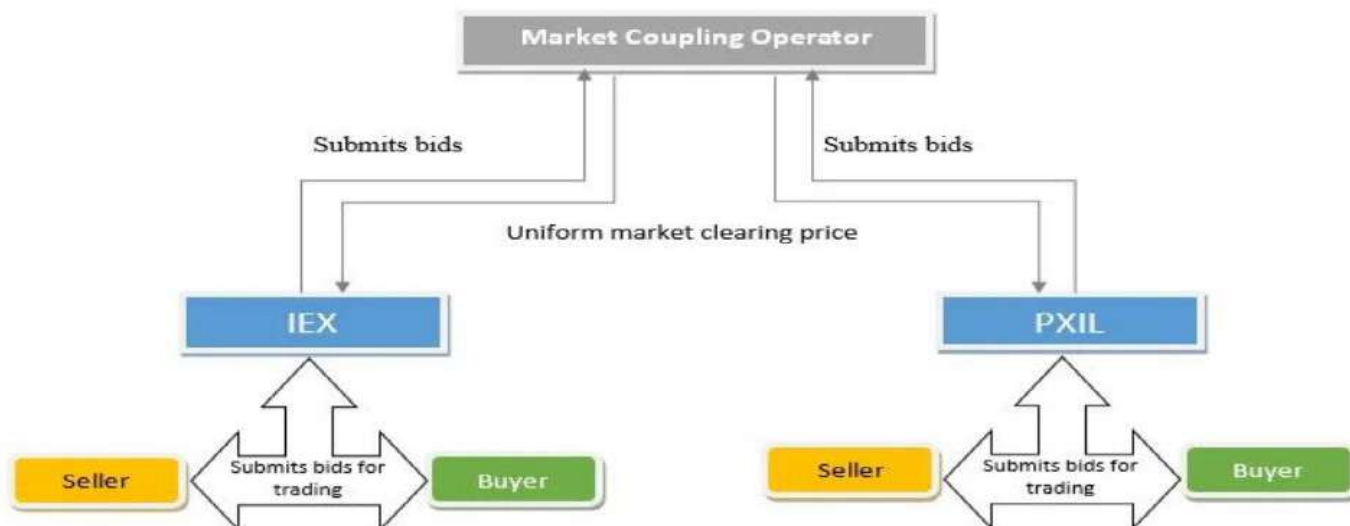 Market Coupling Operator
Submits bids
Submits bids
Uniform market clearing price
IEX
PXIL
Seller
Submits bids for
trading
Buyer
Seller
Submits bids for
trading
Buyer